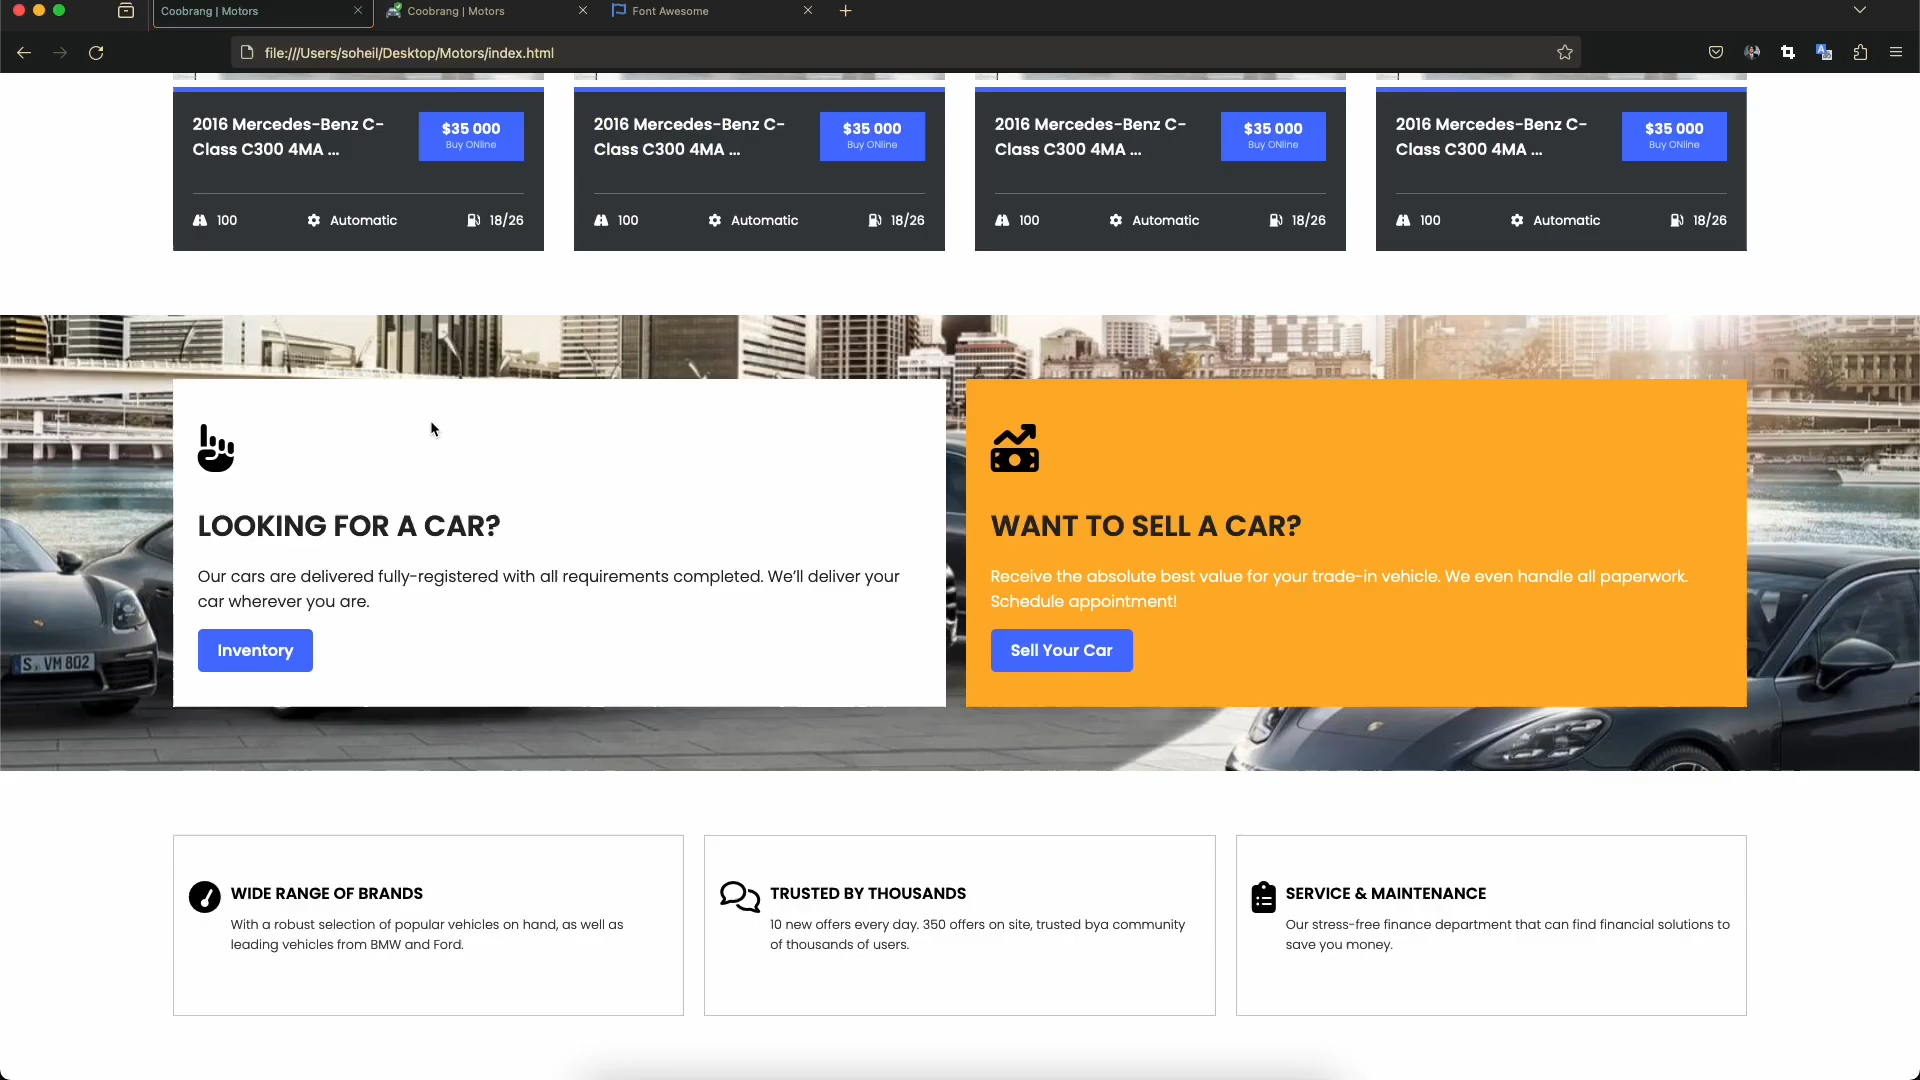 Coobrang | Motors
Coobrang | Motors
Font Awesome
file:///Users/soheil/Desktop/Motors/index.html
2016 Mercedes-Benz C-
Class C300 4MA ...
$35 000
Buy ONline
100
Automatic
18/26
2016 Mercedes-Benz C-
Class C300 4MA ...
$35 000
Buy ONline
100
Automatic
18/26
2016 Mercedes-Benz C-
Class C300 4MA ...
$35 000
Buy ONline
100
Automatic
18/26
2016 Mercedes-Benz C-
Class C300 4MA ...
$35 000
Buy ONline
100
Automatic
18/26
LOOKING FOR A CAR?
Our cars are delivered fully-registered with all requirements completed. We'll deliver your
car wherever you are.
Inventory
WANT TO SELL A CAR?
Receive the absolute best value for your trade-in vehicle. We even handle all paperwork.
Schedule appointment!
Sell Your Car
S VM 802
WIDE RANGE OF BRANDS
With a robust selection of popular vehicles on hand, as well as
leading vehicles from BMW and Ford.
TRUSTED BY THOUSANDS
10 new offers every day. 350 offers on site, trusted bya community
of thousands of users.
SERVICE & MAINTENANCE
Our stress-free finance department that can find financial solutions to
save you money.